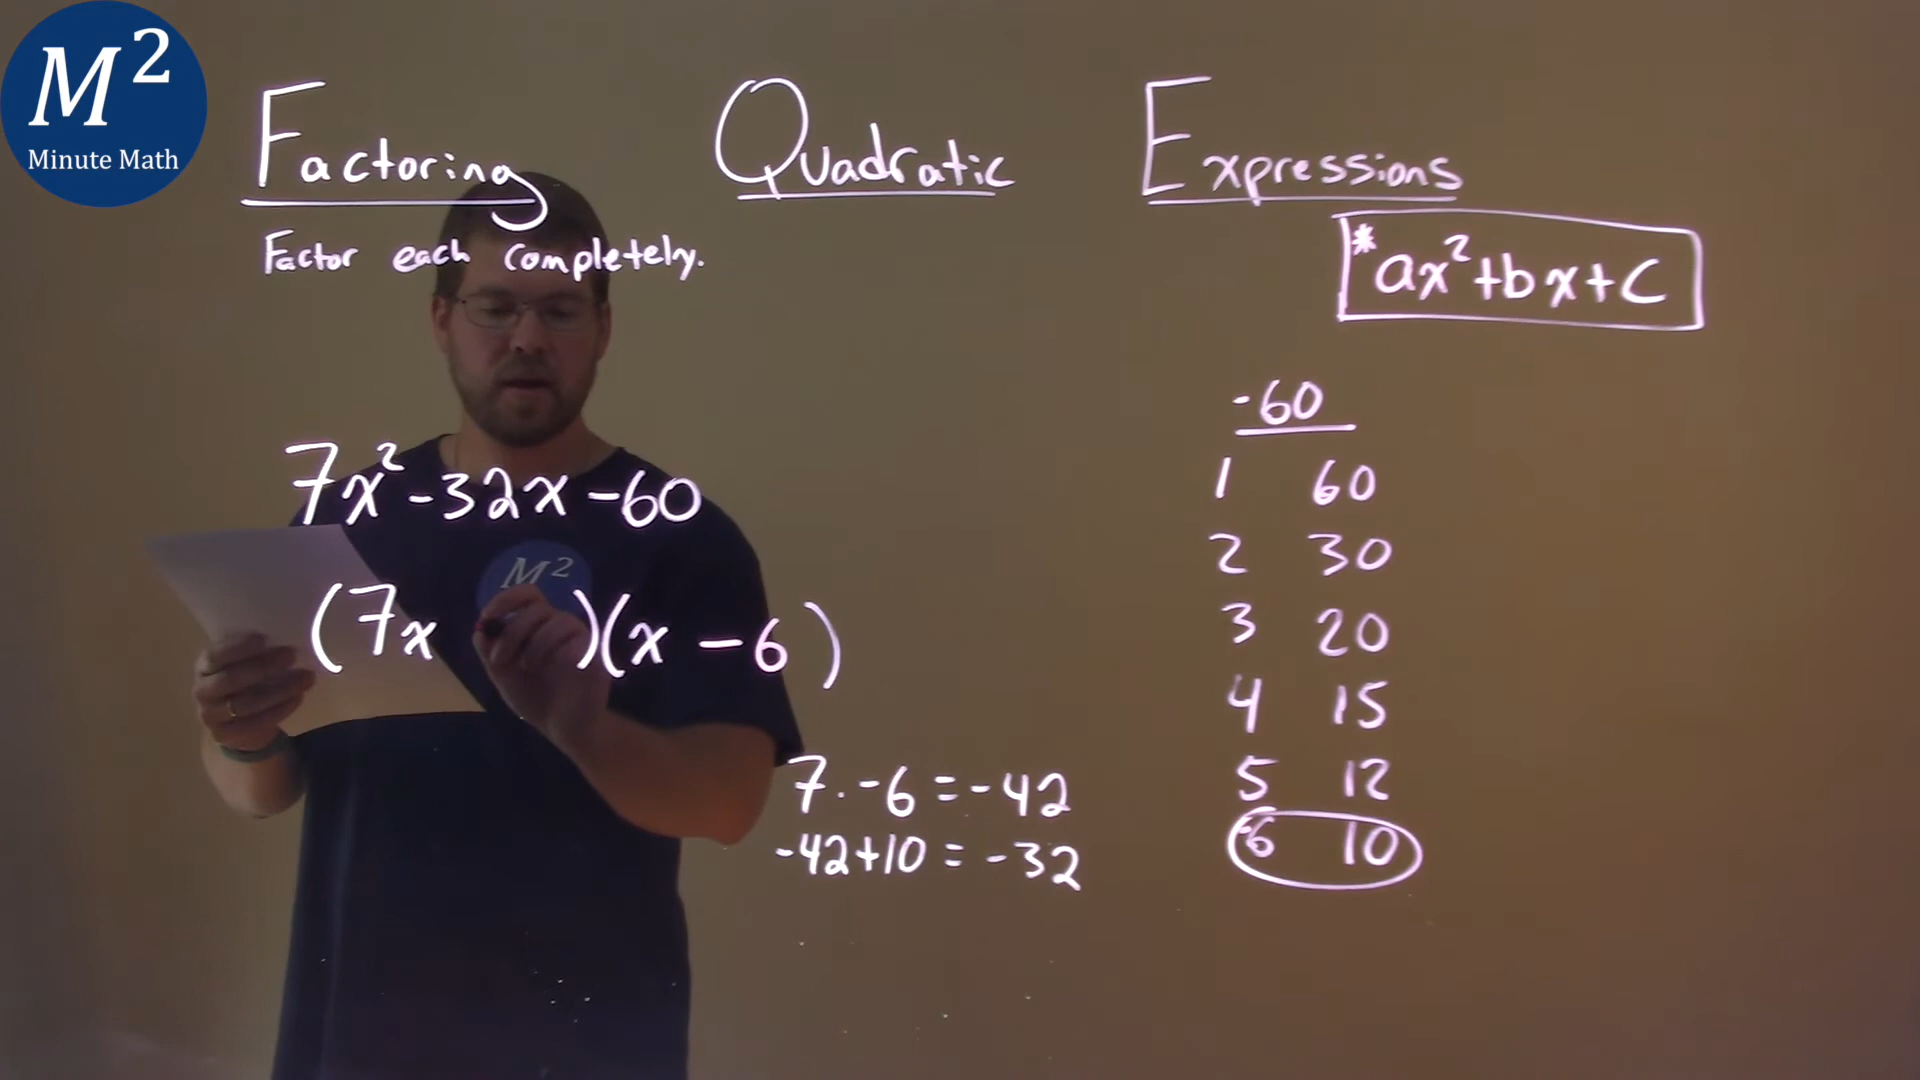 M²
Minute Math
Factoring Quadratic Expressions
Factor each completely.
*ax²+bx+c
7x²-32x-60
M²
(7x )(x -6 )
7·-6=-42
-42+10=-32
-60
1 60
2 30
3 20
4 15
5 12
-6 10